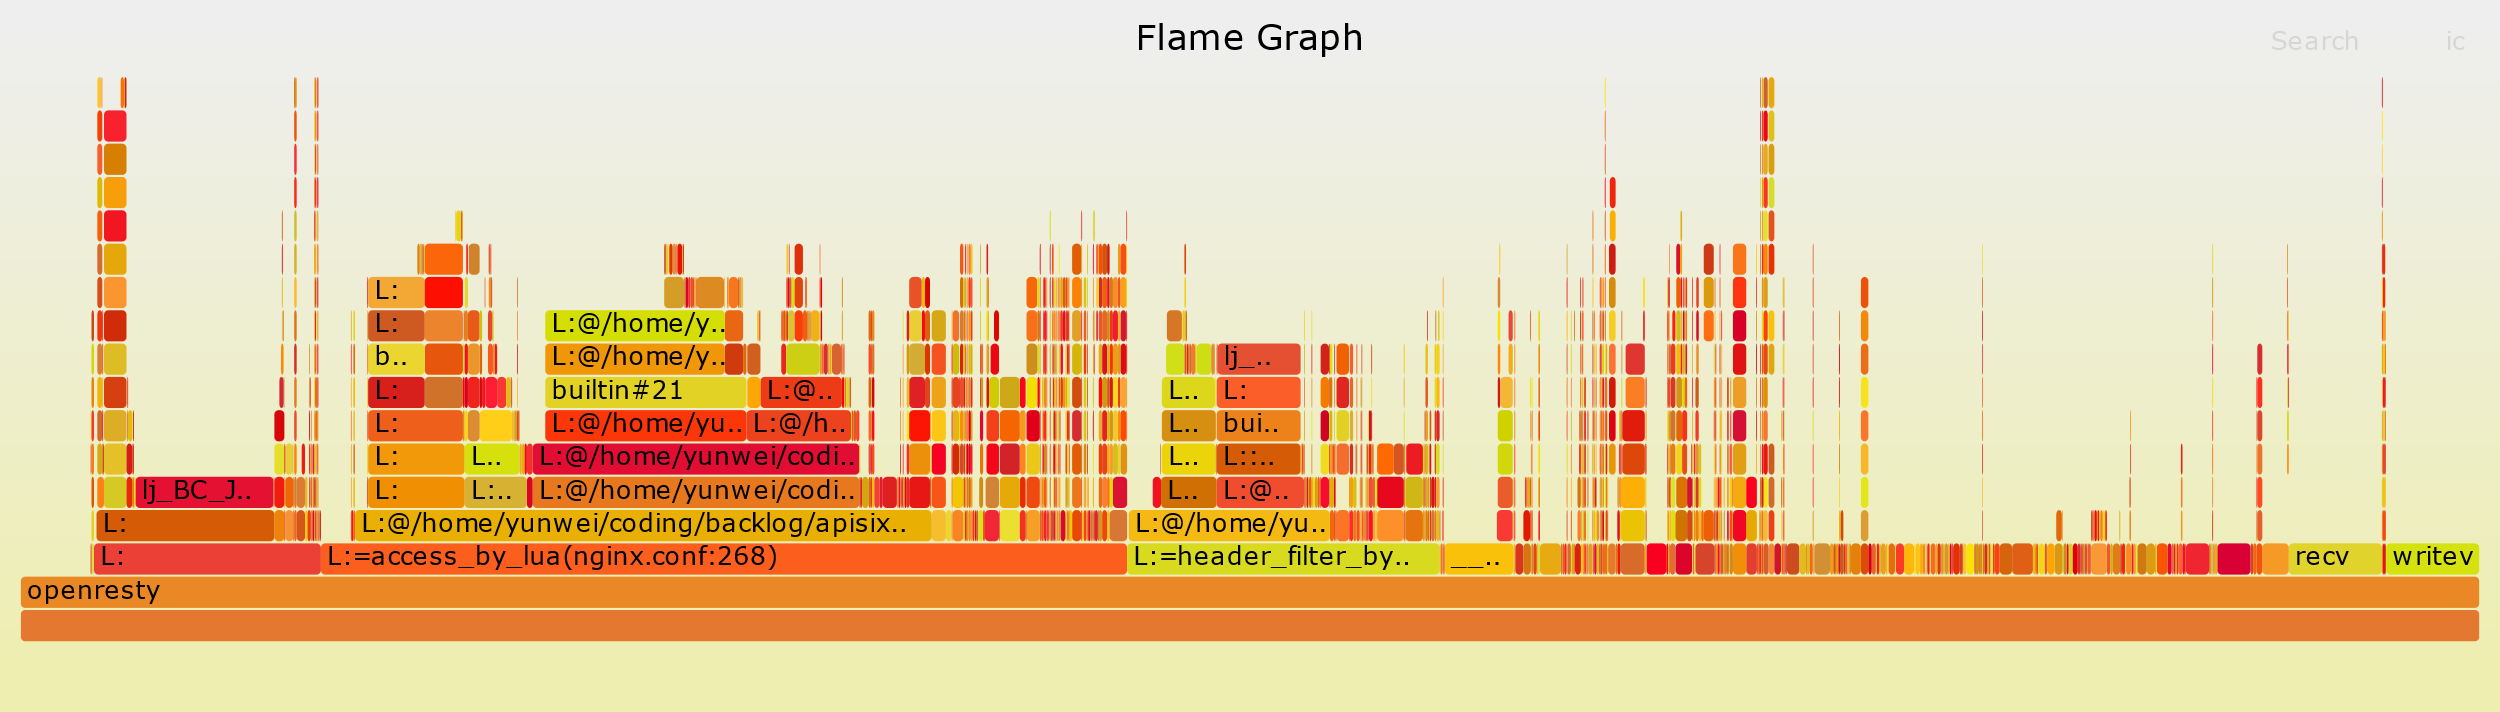 Flame Graph
Search ic
L:
L:@/home/y..
L:
b.. L:@/home/y.. lj_..
L: builtin#21 L:@.. L.. L:
L: L:@/home/yu.. L:@/h.. L.. bui..
L: L.. L:@/home/yunwei/codi.. L.. L::..
lj_BC_J.. L: L:.. L:@/home/yunwei/codi.. L.. L:@..
L: L:@/home/yunwei/coding/backlog/apisix.. L:@/home/yu..
L: L:=access_by_lua(nginx.conf:268) L:=header_filter_by.. __.. recv writev
openresty